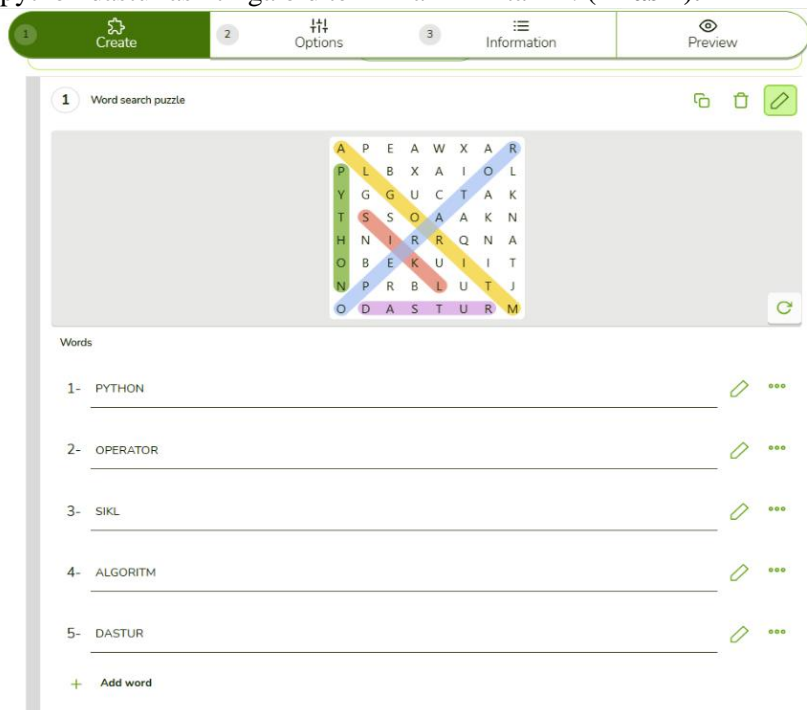 1 Create 2 Options 3 Information Preview
1 Word search puzzle
A P E A W X A R
P L B X A I O L
Y G G U C T A K
T S S O A A K N
H N I R R Q N A
O B E K U I I T
N P R B L U T J
O D A S T U R M
Words
1- PYTHON
2- OPERATOR
3- SIKL
4- ALGORITM
5- DASTUR
+ Add word